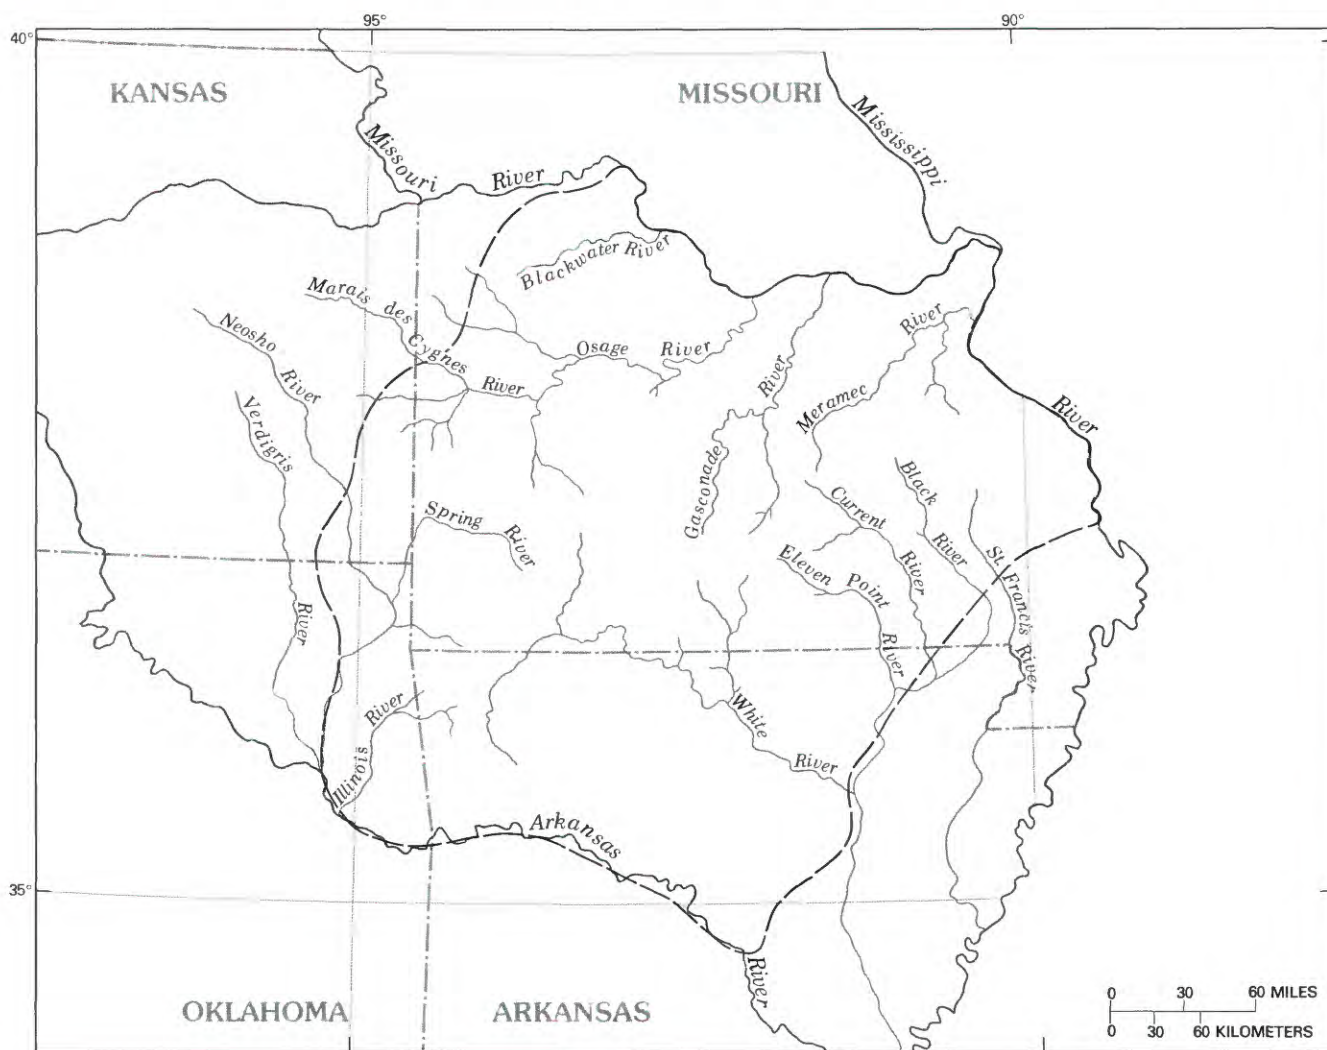 95°
90°
40°
KANSAS
MISSOURI
Missouri River
Mississippi River
Blackwater River
Marais des Cygnes River
Neosho River
Osage River
Verdigris River
Meramec River
Gasconade River
Black River
Current River
Spring River
Eleven Point River
St. Francis River
Illinois River
White River
Arkansas River
35°
OKLAHOMA
ARKANSAS
0 30 60 MILES
0 30 60 KILOMETERS